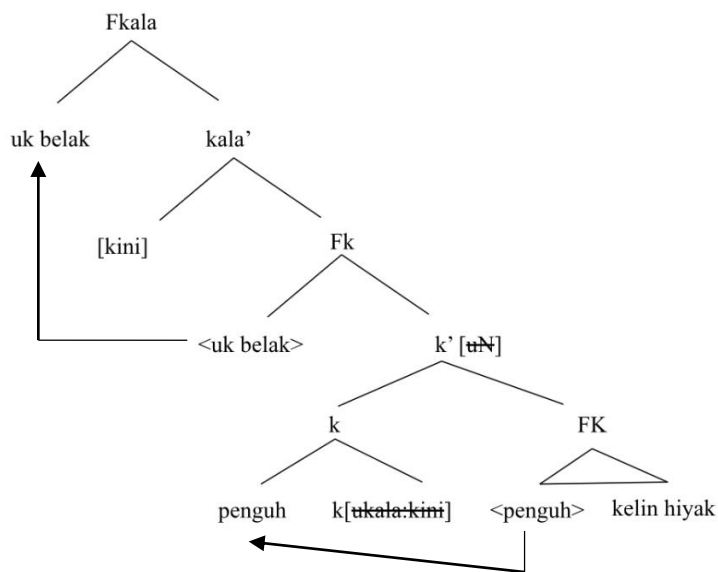 Fkala
uk belak kala’
[kini] Fk
<uk belak> k’ [uN]
k FK
penguh k[ukala:kini] <penguh> kelin hiyak